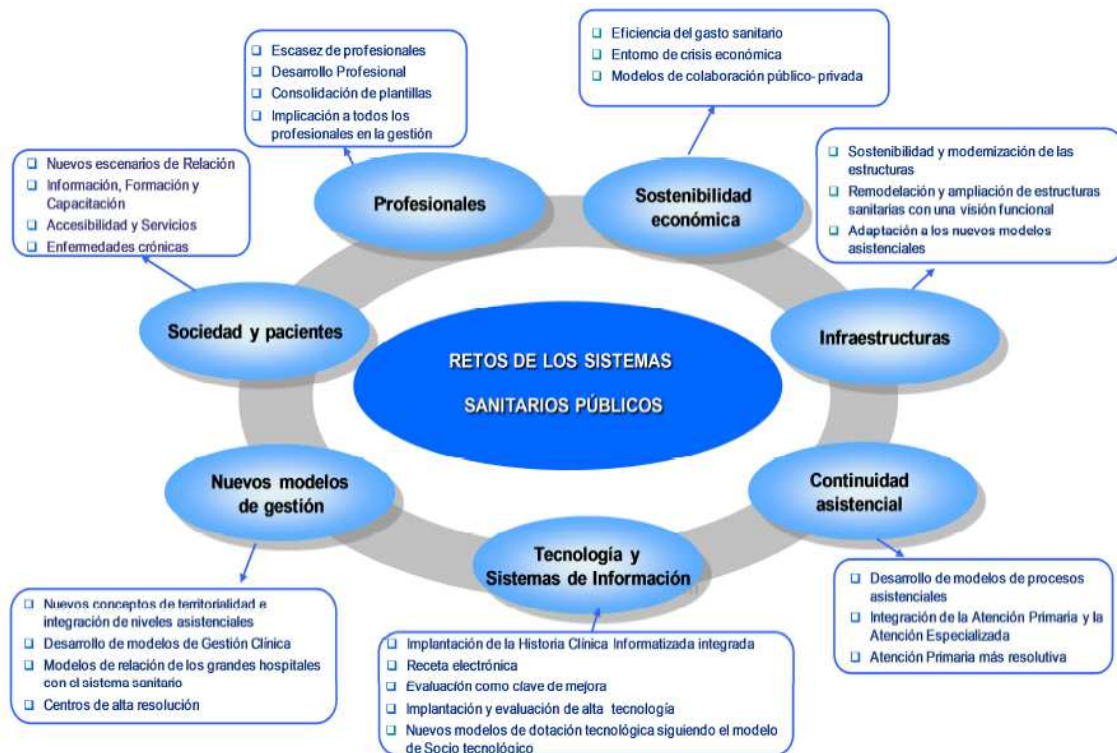 Escasez de profesionales
Desarrollo Profesional
Consolidación de plantillas
Implicación a todos los
profesionales en la gestión
Eficiencia del gasto sanitario
Entorno de crisis económica
Modelos de colaboración público- privada
Nuevos escenarios de Relación
Información, Formación y
Capacitación
Accesibilidad y Servicios
Enfermedades crónicas
Sostenibilidad y modernización de las
estructuras
Remodelación y ampliación de estructuras
sanitarias con una visión funcional
Adaptación a los nuevos modelos
asistenciales
Profesionales
Sostenibilidad
económica
Sociedad y pacientes
Infraestructuras
RETOS DE LOS SISTEMAS
SANITARIOS PÚBLICOS
Nuevos modelos
de gestión
Continuidad
asistencial
Tecnología y
Sistemas de Información
Nuevos conceptos de territorialidad e
integración de niveles asistenciales
Desarrollo de modelos de Gestión Clínica
Modelos de relación de los grandes hospitales
con el sistema sanitario
Centros de alta resolución
Implantación de la Historia Clínica Informatizada integrada
Receta electrónica
Evaluación como clave de mejora
Implantación y evaluación de alta tecnología
Nuevos modelos de dotación tecnológica siguiendo el modelo
de Socio tecnológico
Desarrollo de modelos de procesos
asistenciales
Integración de la Atención Primaria y la
Atención Especializada
Atención Primaria más resolutiva